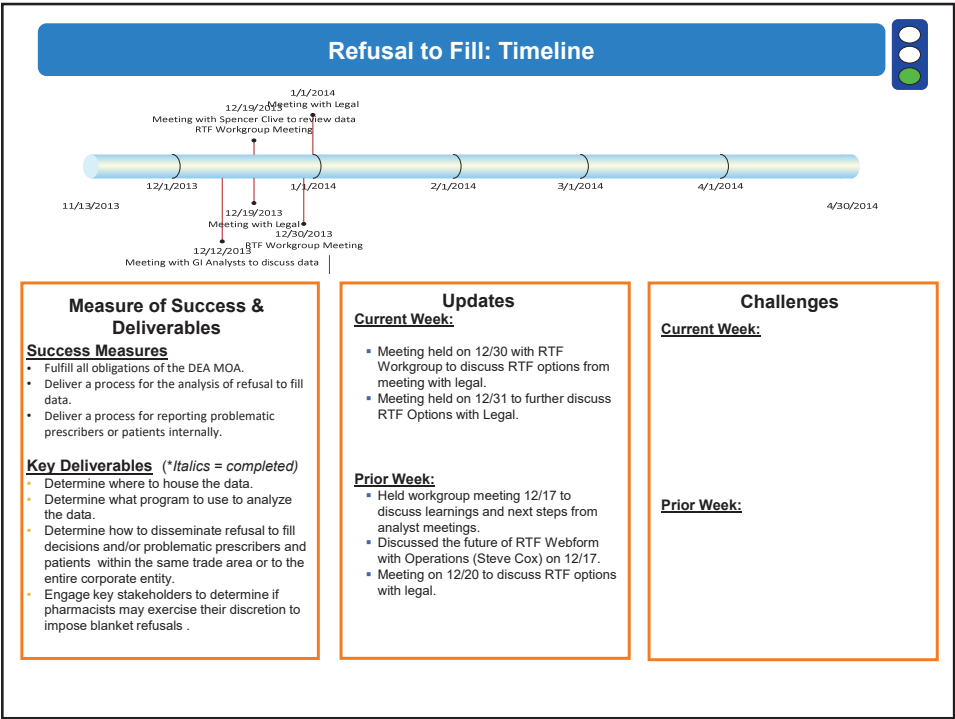 Refusal to Fill: Timeline
1/1/2014
Meeting with Legal
12/19/2013
Meeting with Spencer Clive to review data
RTF Workgroup Meeting
12/1/2013
1/1/2014
2/1/2014
3/1/2014
4/1/2014
11/13/2013
4/30/2014
12/19/2013
Meeting with Legal
12/30/2013
RTF Workgroup Meeting
12/12/2013
Meeting with GI Analysts to discuss data
Measure of Success &
Deliverables
Success Measures
• Fulfill all obligations of the DEA MOA.
• Deliver a process for the analysis of refusal to fill
data.
• Deliver a process for reporting problematic
prescribers or patients internally.
Key Deliverables (*Italics = completed)
• Determine where to house the data.
• Determine what program to use to analyze
the data.
• Determine how to disseminate refusal to fill
decisions and/or problematic prescribers and
patients within the same trade area or to the
entire corporate entity.
• Engage key stakeholders to determine if
pharmacists may exercise their discretion to
impose blanket refusals .
Updates
Current Week:
▪ Meeting held on 12/30 with RTF
Workgroup to discuss RTF options from
meeting with legal.
▪ Meeting held on 12/31 to further discuss
RTF Options with Legal.
Prior Week:
▪ Held workgroup meeting 12/17 to
discuss learnings and next steps from
analyst meetings.
▪ Discussed the future of RTF Webform
with Operations (Steve Cox) on 12/17.
▪ Meeting on 12/20 to discuss RTF options
with legal.
Challenges
Current Week:
Prior Week: